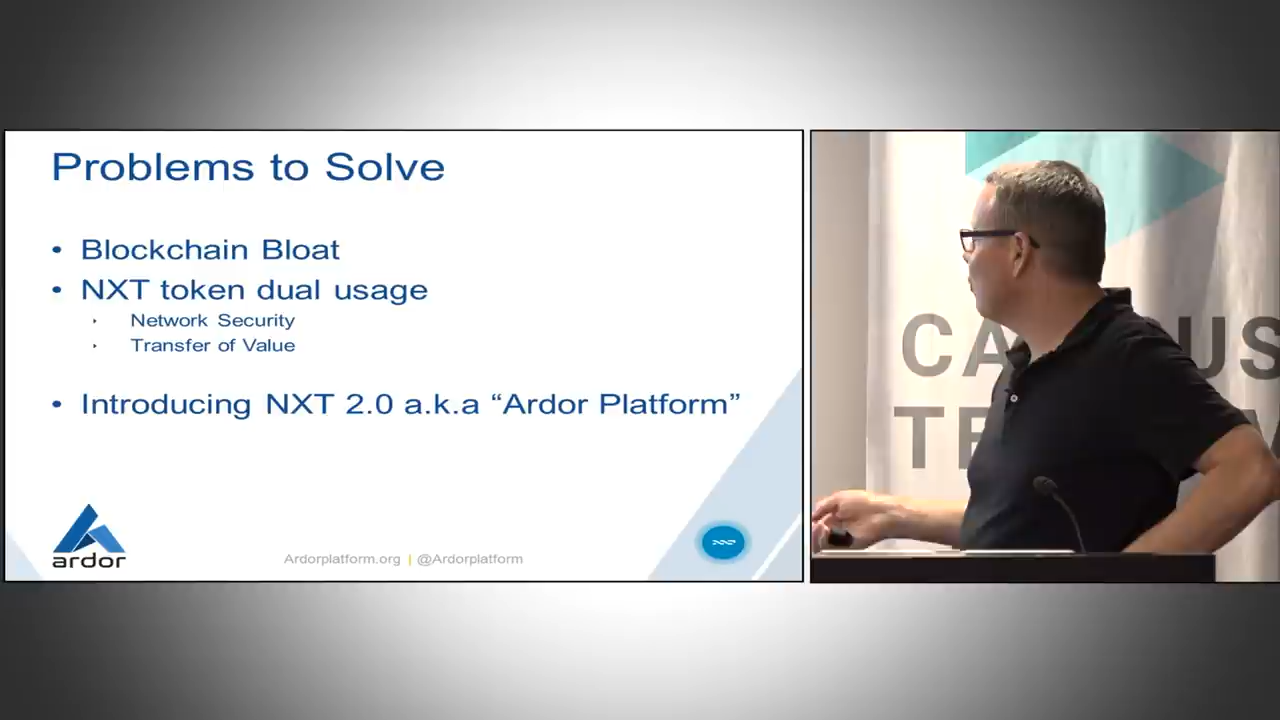 Problems to Solve
• Blockchain Bloat
• NXT token dual usage
Network Security
Transfer of Value
• Introducing NXT 2.0 a.k.a “Ardor Platform”
ardor
Ardorplatform.org | @Ardorplatform